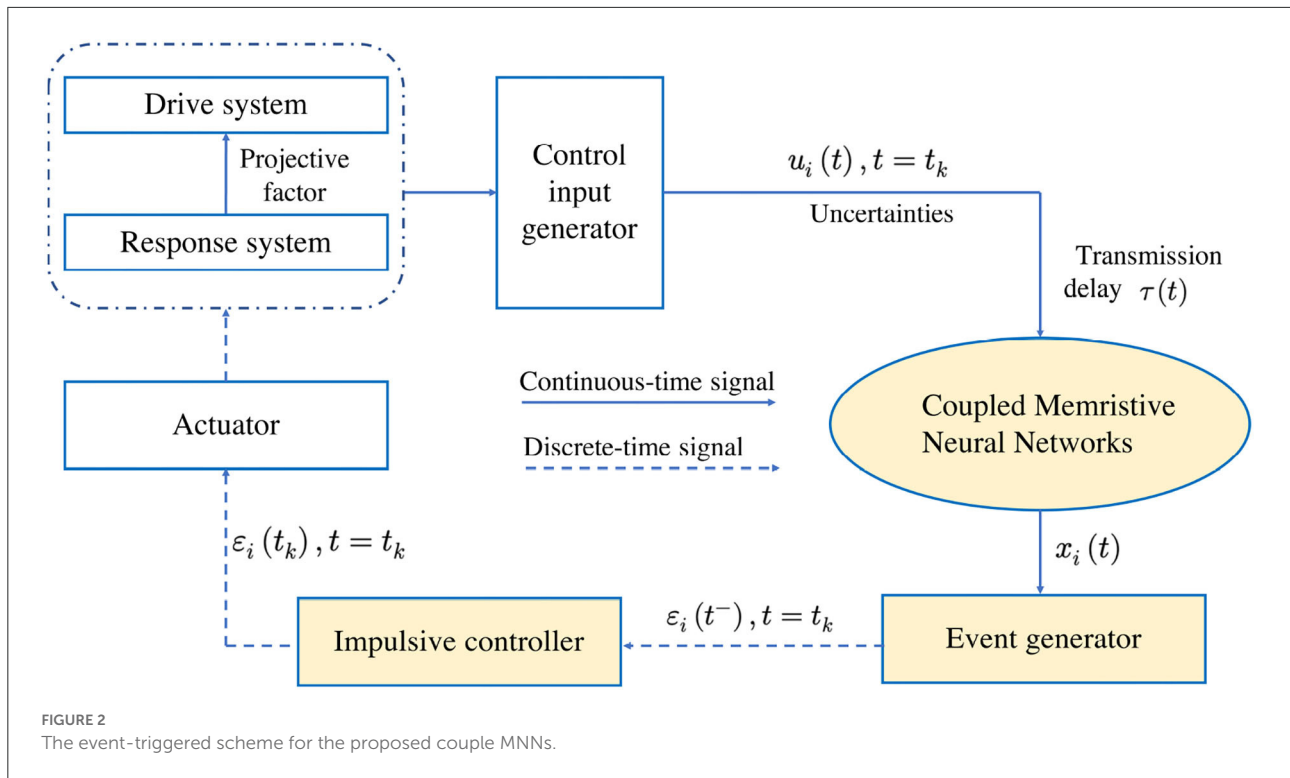 Drive system
Projective
factor
Response system
Control
input
generator
u_i (t) , t = t_k
Uncertainties
Transmission
delay τ(t)
Continuous-time signal
Discrete-time signal
Coupled Memristive
Neural Networks
Actuator
x_i (t)
ε_i (t_k) , t = t_k
ε_i (t^−) , t = t_k
Impulsive controller
Event generator
FIGURE 2
The event-triggered scheme for the proposed couple MNNs.